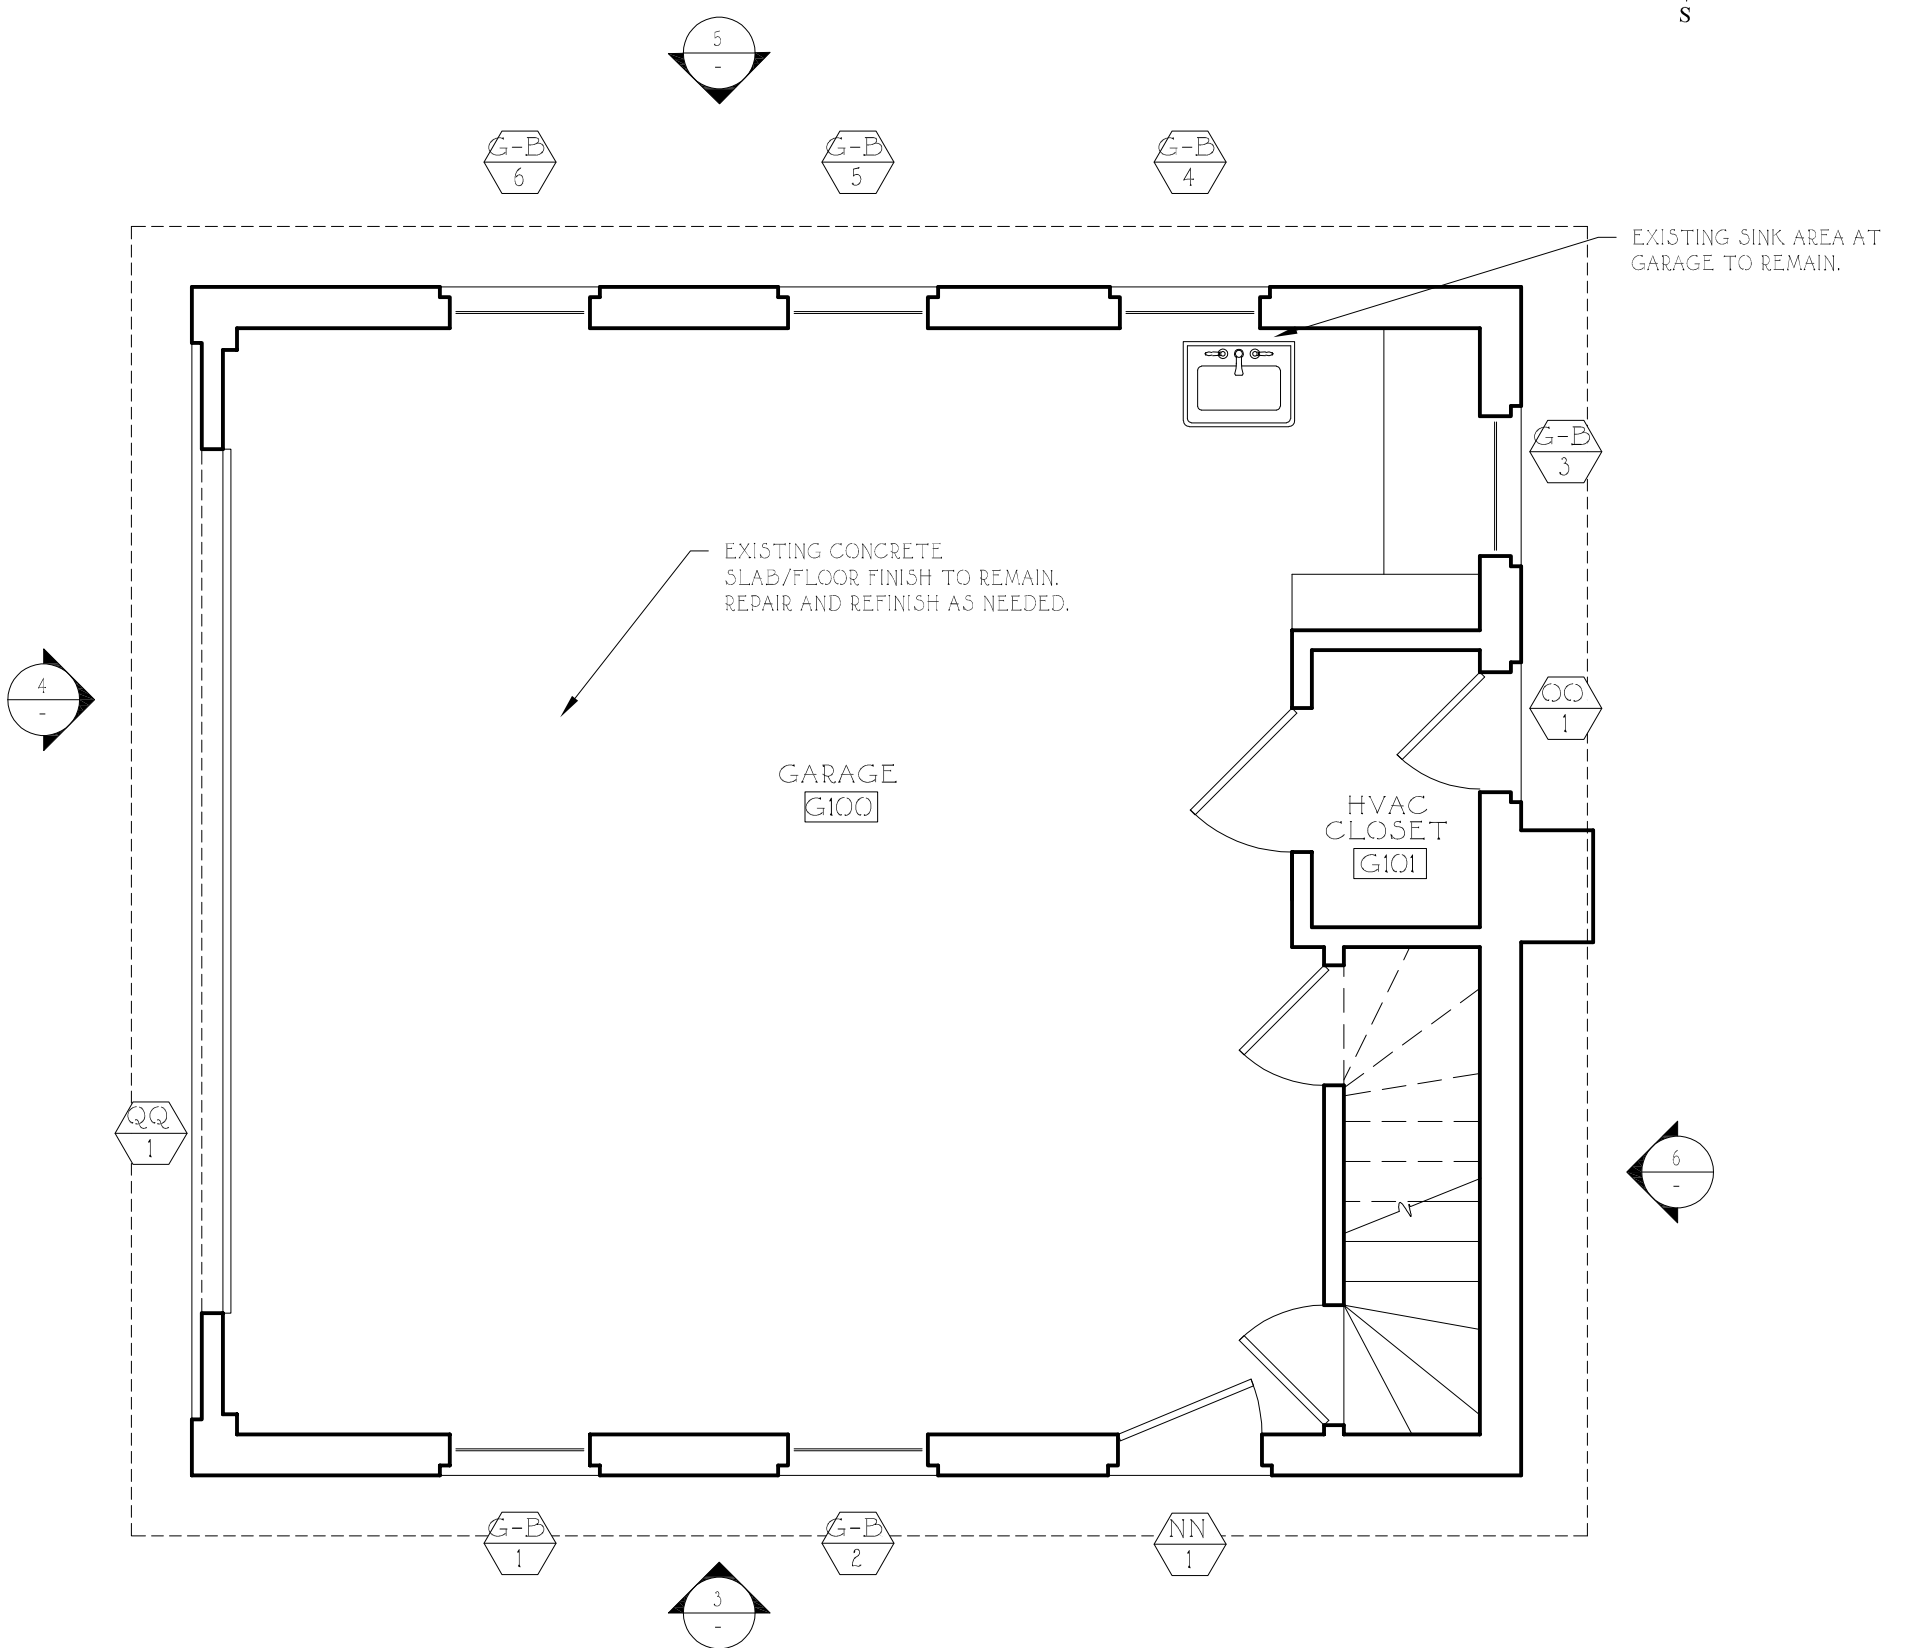 S
5
-
G-B
6
G-B
5
G-B
4
EXISTING SINK AREA AT
GARAGE TO REMAIN.
G-B
3
EXISTING CONCRETE
SLAB/FLOOR FINISH TO REMAIN.
REPAIR AND REFINISH AS NEEDED.
4
-
OO
1
GARAGE
G100
HVAC
CLOSET
G101
QQ
1
6
-
G-B
1
G-B
2
NN
1
3
-